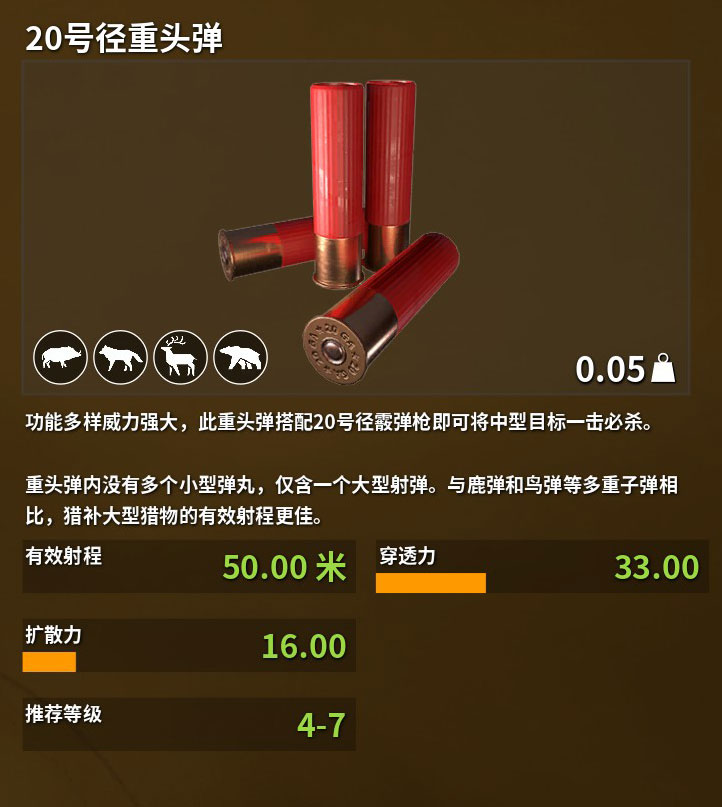 20号径重头弹
0.05
功能多样威力强大，此重头弹搭配20号径霰弹枪即可将中型目标一击必杀。
重头弹内没有多个小型弹丸，仅含一个大型射弹。与鹿弹和鸟弹等多重子弹相
比，猎补大型猎物的有效射程更佳。
有效射程
50.00 米
穿透力
33.00
扩散力
16.00
推荐等级
4-7